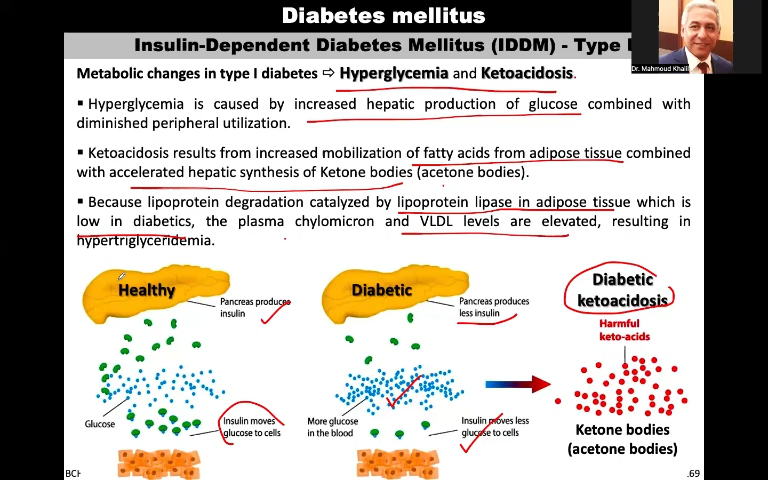 Diabetes mellitus
Insulin-Dependent Diabetes Mellitus (IDDM) - Type
Dr. Mahmoud Khalil
Metabolic changes in type I diabetes ⇨ Hyperglycemia and Ketoacidosis.
▪ Hyperglycemia is caused by increased hepatic production of glucose combined with
diminished peripheral utilization.
▪ Ketoacidosis results from increased mobilization of fatty acids from adipose tissue combined
with accelerated hepatic synthesis of Ketone bodies (acetone bodies).
▪ Because lipoprotein degradation catalyzed by lipoprotein lipase in adipose tissue which is
low in diabetics, the plasma chylomicron and VLDL levels are elevated, resulting in
hypertriglyceridemia.
Healthy
Pancreas produces
insulin
Glucose
Insulin moves
glucose to cells
Diabetic
Pancreas produces
less insulin
More glucose
in the blood
Insulin moves less
glucose to cells
Diabetic
ketoacidosis
Harmful
keto-acids
Ketone bodies
(acetone bodies)
BCH
.69